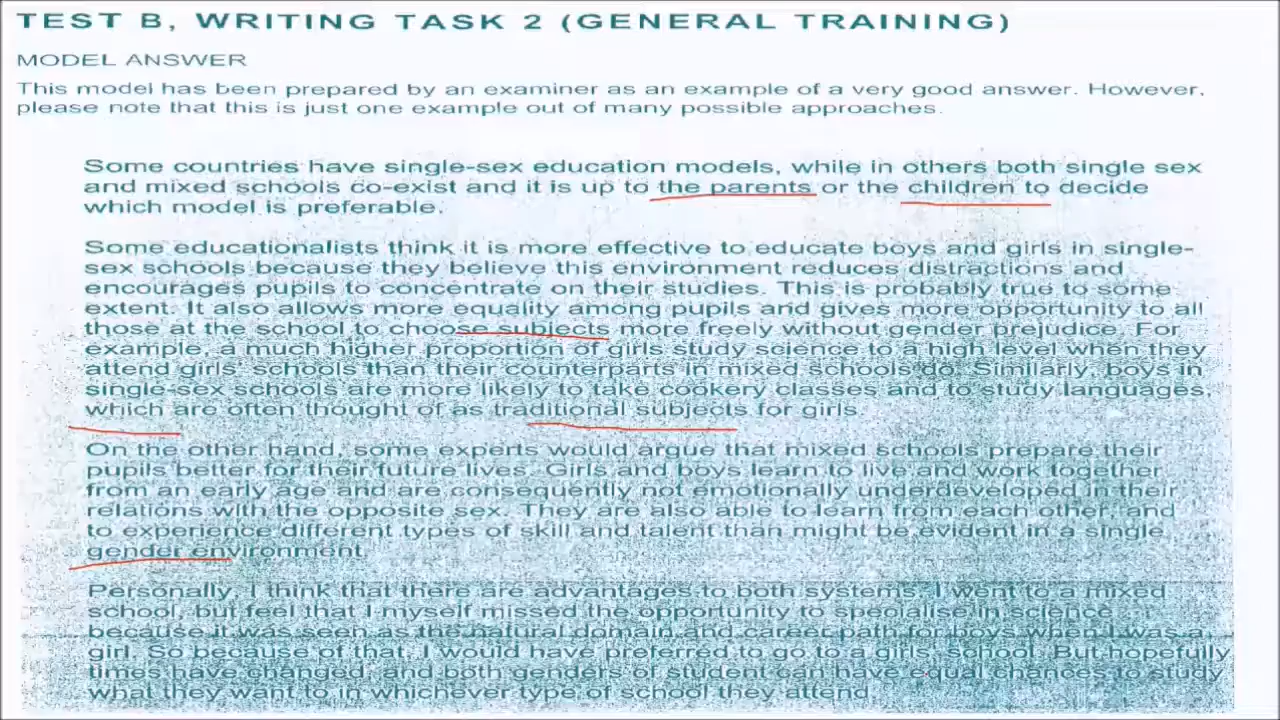 TEST B, WRITING TASK 2 (GENERAL TRAINING)
MODEL ANSWER
This model has been prepared by an examiner as an example of a very good answer. However,
please note that this is just one example out of many possible approaches.
Some countries have single-sex education models, while in others both single sex
and mixed schools co-exist and it is up to the parents or the children to decide
which model is preferable.
Some educationalists think it is more effective to educate boys and girls in single-
sex schools because they believe this environment reduces distractions and
encourages pupils to concentrate on their studies. This is probably true to some
extent. It also allows more equality among pupils and gives more opportunity to all
those at the school to choose subjects more freely without gender prejudice. For
example, a much higher proportion of girls study science to a high level when they
attend girls' schools than their counterparts in mixed schools do. Similarly, boys in
single-sex schools are more likely to take cookery classes and to study languages,
which are often thought of as traditional subjects for girls.
On the other hand, some experts would argue that mixed schools prepare their
pupils better for their future lives. Girls and boys learn to live and work together
from an early age and are consequently not emotionally underdeveloped in their
relations with the opposite sex. They are also able to learn from each other, and
to experience different types of skill and talent than might be evident in a single
gender environment.
Personally, I think that there are advantages to both systems. I went to a mixed
school, but feel that I myself missed the opportunity to specialise in science
because it was seen as the natural domain and career path for boys when I was a
girl. So because of that, I would have preferred to go to a girls' school. But hopefully
times have changed, and both genders of student can have equal chances to study
what they want to in whichever type of school they attend